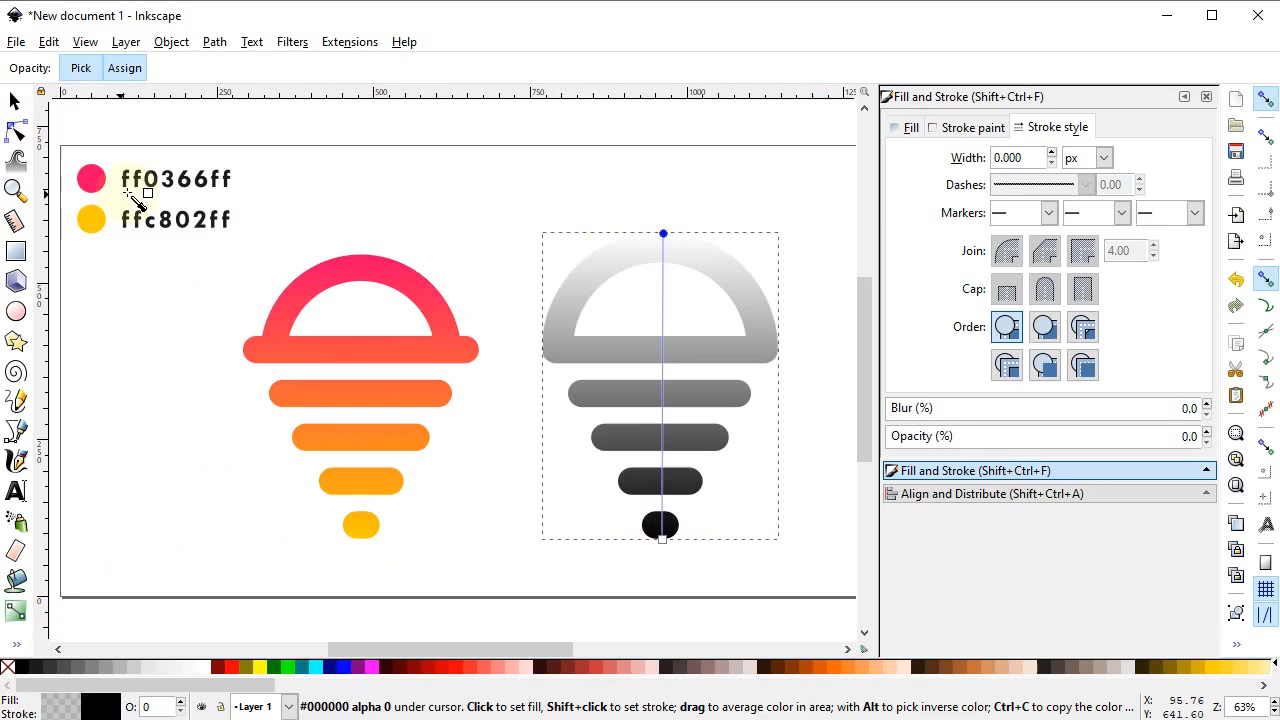 *New document 1 - Inkscape
File Edit View Layer Object Path Text Filters Extensions Help
Opacity: Pick Assign
Fill and Stroke (Shift+Ctrl+F)
Fill Stroke paint Stroke style
Width: 0.000 px
Dashes: 0.00
Markers:
Join: 4.00
Cap:
Order:
Blur (%) 0.0
Opacity (%) 0.0
Fill and Stroke (Shift+Ctrl+F)
Align and Distribute (Shift+Ctrl+A)
0 250 500 750 1000
ff0366ff
ffc802ff
Fill:
Stroke:
O: 0
Layer 1
#000000 alpha 0 under cursor. Click to set fill, Shift+click to set stroke; drag to average color in area; with Alt to pick inverse color; Ctrl+C to copy the color ...
X: 95.76
Y: 641.60
Z: 63%